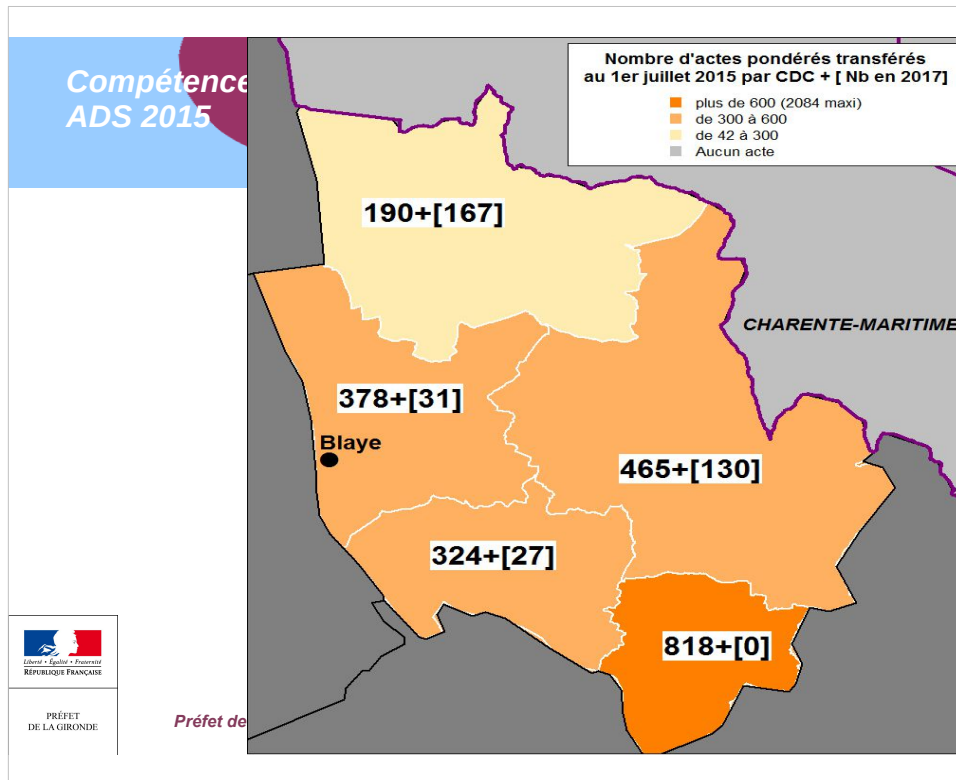 Compétence
ADS 2015
Nombre d'actes pondérés transférés
au 1er juillet 2015 par CDC + [ Nb en 2017]
plus de 600 (2084 maxi)
de 300 à 600
de 42 à 300
Aucun acte
190+[167]
CHARENTE-MARITIME
378+[31]
Blaye
465+[130]
324+[27]
818+[0]
Liberté • Égalité • Fraternité
RÉPUBLIQUE FRANÇAISE
PRÉFET
DE LA GIRONDE
Préfet de